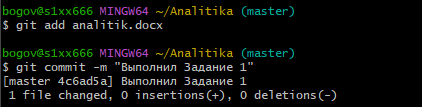 bogov@s1xx666 MINGW64 ~/Analitika (master)
$ git add analitik.docx
bogov@s1xx666 MINGW64 ~/Analitika (master)
$ git commit -m "Выполнил Задание 1"
[master 4c6ad5a] Выполнил Задание 1
 1 file changed, 0 insertions(+), 0 deletions(-)